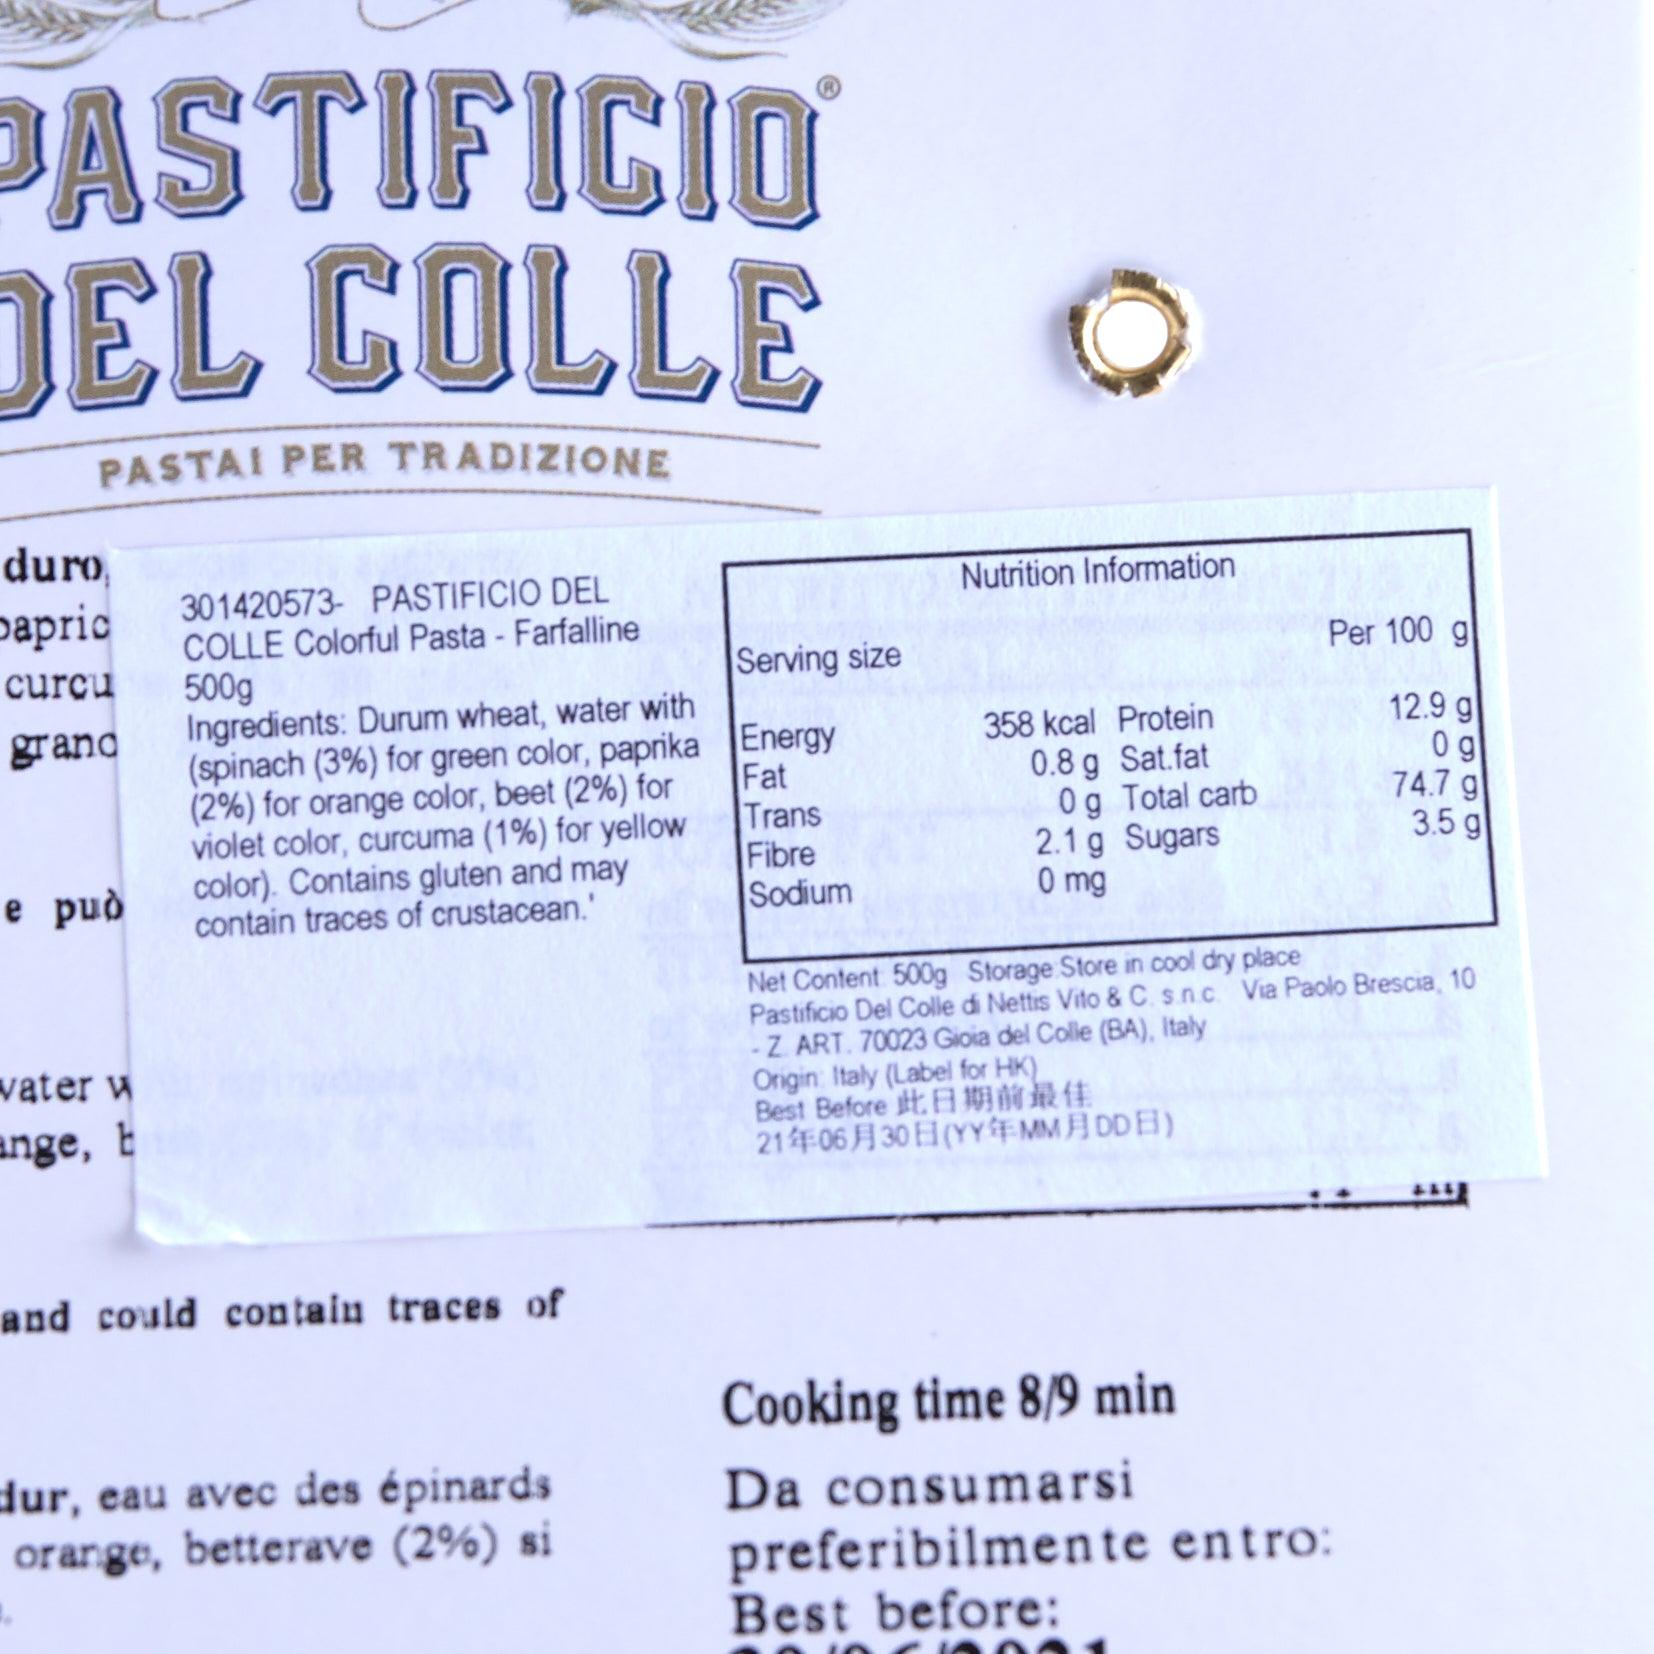 PASTIFICIO®
DEL COLLE
PASTAI PER TRADIZIONE
duro,
papric
curcu
grano
e può
vater w
ange, b
301420573- PASTIFICIO DEL
COLLE Colorful Pasta - Farfalline
500g
Ingredients: Durum wheat, water with
(spinach (3%) for green color, paprika
(2%) for orange color, beet (2%) for
violet color, curcuma (1%) for yellow
color). Contains gluten and may
contain traces of crustacean.'
Nutrition Information
Serving size Per 100 g
Energy 358 kcal Protein 12.9 g
Fat 0.8 g Sat.fat 0 g
Trans 0 g Total carb 74.7 g
Fibre 2.1 g Sugars 3.5 g
Sodium 0 mg
Net Content: 500g Storage:Store in cool dry place
Pastificio Del Colle di Nettis Vito & C. s.n.c. Via Paolo Brescia, 10
- Z. ART. 70023 Gioia del Colle (BA), Italy
Origin: Italy (Label for HK)
Best Before 此日期前最佳
21年06月30日(YY年MM月DD日)
and could contain traces of
dur, eau avec des épinards
orange, betterave (2%) si
Cooking time 8/9 min
Da consumarsi
preferibilmente entro:
Best before: